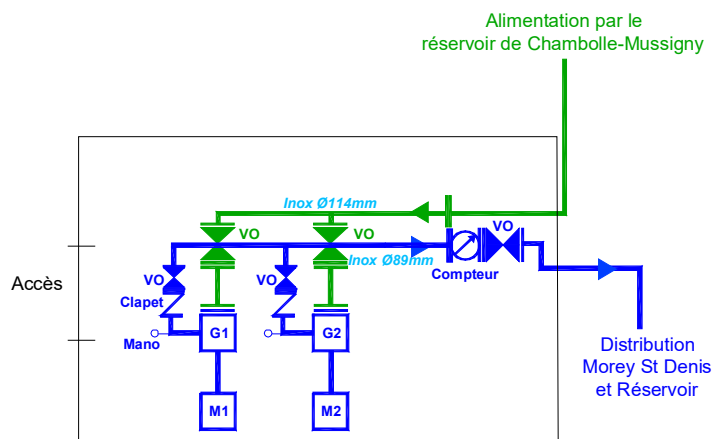 Alimentation par le
réservoir de Chambolle-Mussigny
Inox Ø114mm
VO
VO
VO
Inox Ø89mm
Compteur
Accès
VO
VO
Clapet
Mano
G1
G2
M1
M2
Distribution
Morey St Denis
et Réservoir